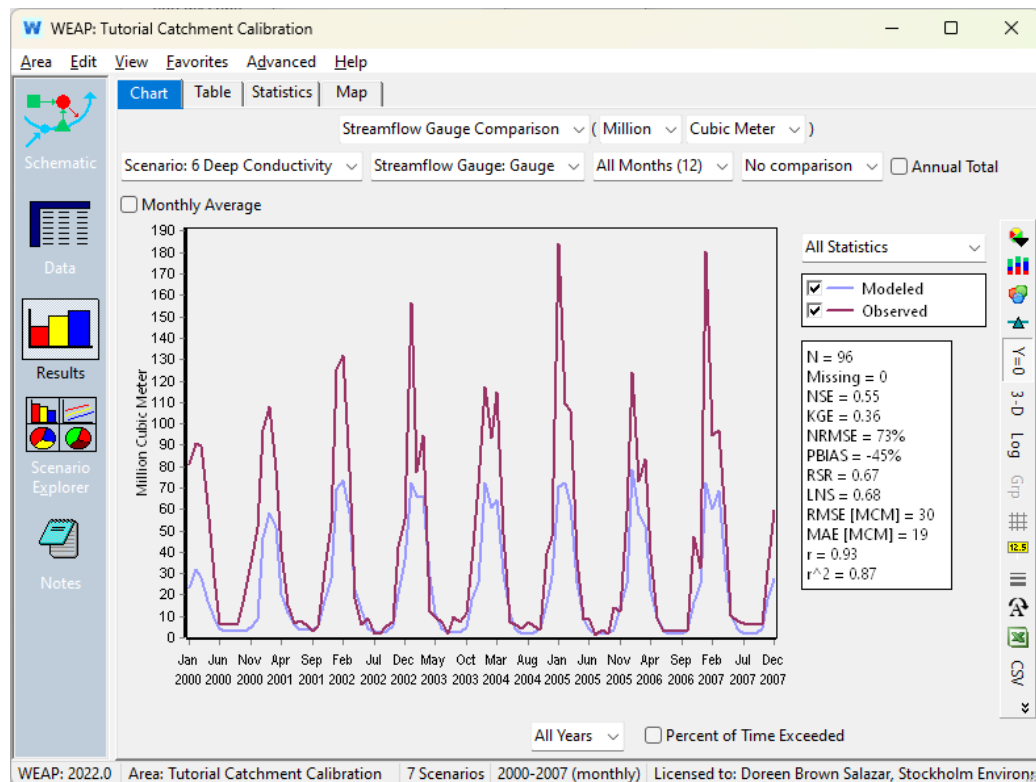 WEAP: Tutorial Catchment Calibration
Area Edit View Favorites Advanced Help
Chart Table Statistics Map
Streamflow Gauge Comparison ( Million Cubic Meter )
Scenario: 6 Deep Conductivity Streamflow Gauge: Gauge All Months (12) No comparison Annual Total
Monthly Average
Schematic
Data
Results
Scenario
Explorer
Notes
Million Cubic Meter
190
180
170
160
150
140
130
120
110
100
90
80
70
60
50
40
30
20
10
0
Jan Jun Nov Apr Sep Feb Jul Dec May Oct Mar Aug Jan Jun Nov Apr Sep Feb Jul Dec
2000 2000 2000 2001 2001 2002 2002 2002 2003 2003 2004 2004 2005 2005 2005 2006 2006 2007 2007 2007
All Statistics
Modeled
Observed
N = 96
Missing = 0
NSE = 0.55
KGE = 0.36
NRMSE = 73%
PBIAS = -45%
RSR = 0.67
LNS = 0.68
RMSE [MCM] = 30
MAE [MCM] = 19
r = 0.93
r^2 = 0.87
Y=0
3-D
Log
Grp
12.5
A
CSV
All Years Percent of Time Exceeded
WEAP: 2022.0 Area: Tutorial Catchment Calibration 7 Scenarios 2000-2007 (monthly) Licensed to: Doreen Brown Salazar, Stockholm Environ